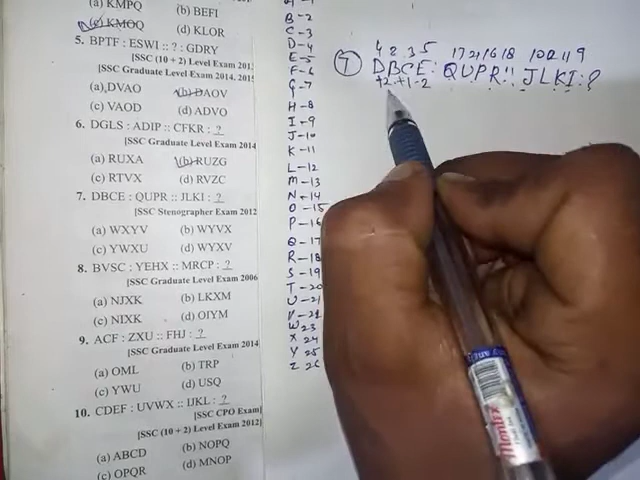 (a) KMPQ (b) BEFI
(c) KMOQ (d) KLOR
5. BPTF : ESWI :: ? : GDRY
[SSC (10 + 2) Level Exam 201
[SSC Graduate Level Exam 2014, 201
(a) DVAO (b) DAOV
(c) VAOD (d) ADVO
6. DGLS : ADIP :: CFKR : ?
[SSC Graduate Level Exam 2014
(a) RUXA (b) RUZG
(c) RTVX (d) RVZC
7. DBCE : QUPR :: JLKI : ?
[SSC Stenographer Exam 2012
(a) WXYV (b) WYVX
(c) YWXU (d) WYXV
8. BVSC : YEHX :: MRCP : ?
[SSC Graduate Level Exam 2006
(a) NJXK (b) LKXM
(c) NIXK (d) OIYM
9. ACF : ZXU :: FHJ : ?
[SSC Graduate Level Exam 2014
(a) OML (b) TRP
(c) YWU (d) USQ
10. CDEF : UVWX :: IJKL : ?
[SSC CPO Exam
[SSC (10 + 2) Level Exam 2012]
(a) ABCD (b) NOPQ
(c) OPQR (d) MNOP
B-2
C-3
D-4
E-5
F-6
G-7
H-8
I-9
J-10
K-11
L-12
M-13
N-14
O-15
P-16
Q-17
R-18
S-19
T-20
U-21
W 23
X 24
Y 25
Z 26
4 2 3 5 17 21 16 18 10 12 11 9
7 DBCE : QUPR :: JLKI : ?
+2 +1 -2
Montex